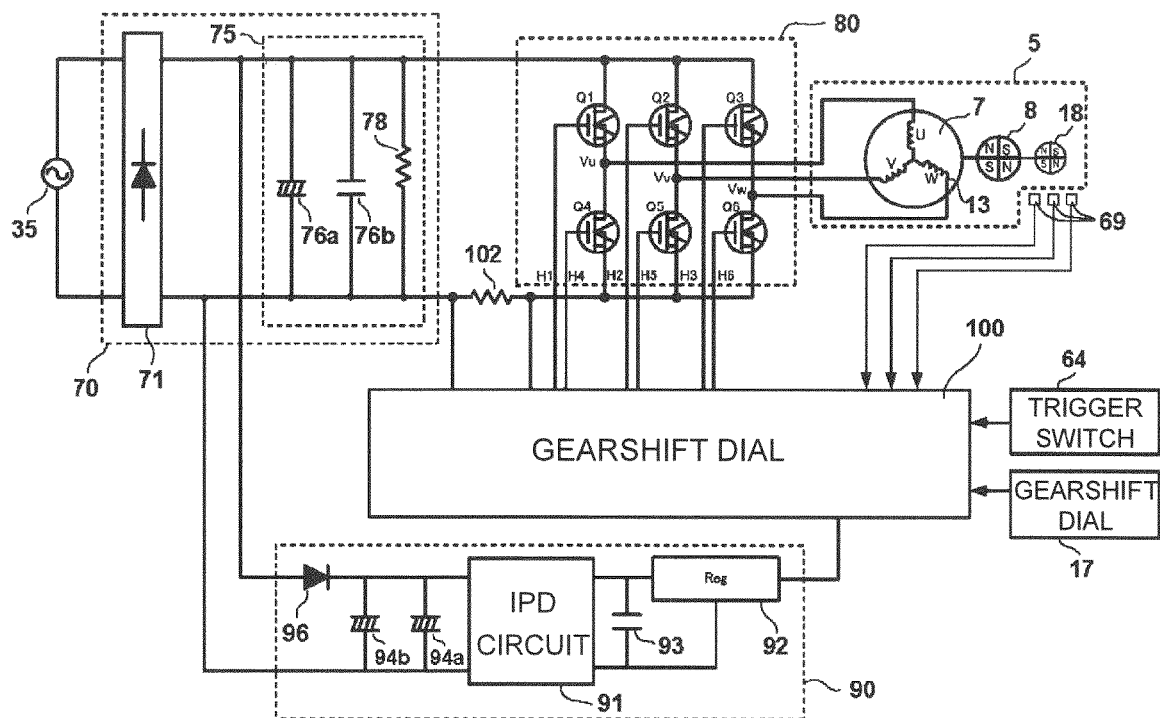 75
80
5
Q1
Q2
Q3
7
8
18
78
U
N S
S N
N S
S N
V
W
Vu
Vv
Vw
13
35
76a
76b
Q4
Q5
Q6
69
102
H1
H4
H2
H5
H3
H6
70
71
100
64
TRIGGER
SWITCH
GEARSHIFT DIAL
GEARSHIFT
DIAL
17
Reg
IPD
CIRCUIT
96
94b
94a
93
92
91
90